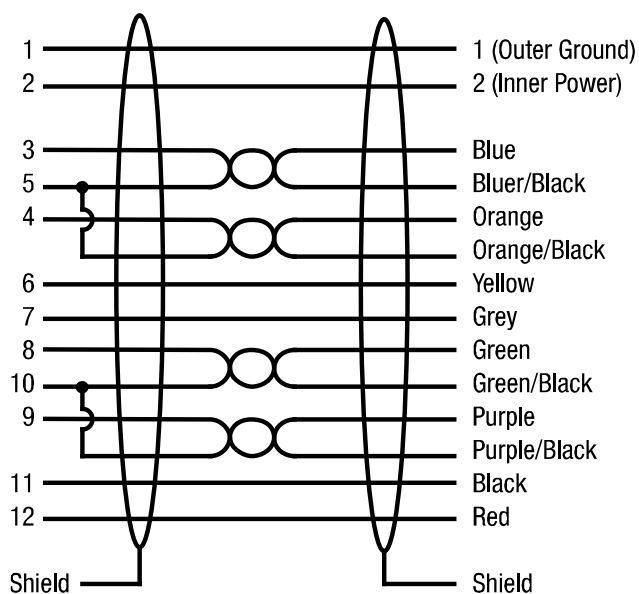 1 1 (Outer Ground)
2 2 (Inner Power)
3 Blue
5 Bluer/Black
4 Orange
Orange/Black
6 Yellow
7 Grey
8 Green
10 Green/Black
9 Purple
Purple/Black
11 Black
12 Red
Shield Shield